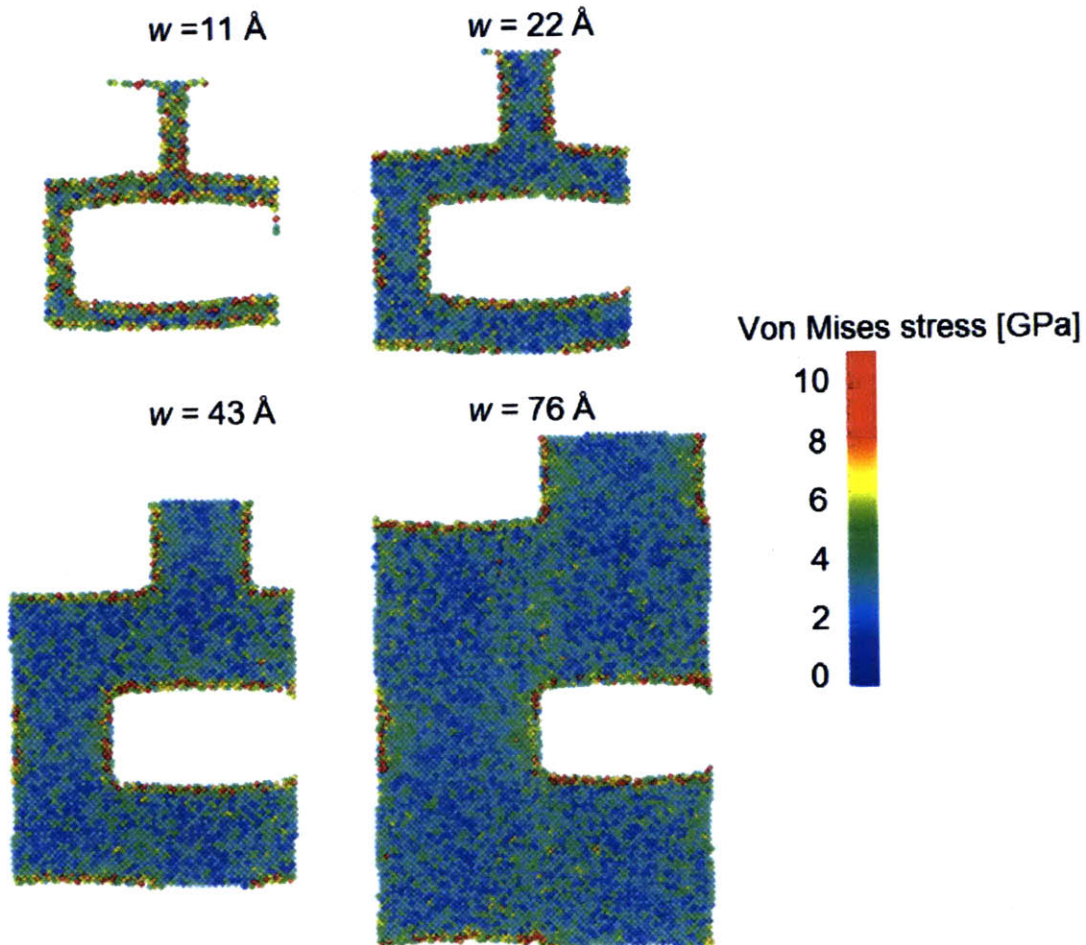 w =11 Å
w = 22 Å
w = 43 Å
w = 76 Å
Von Mises stress [GPa]
10
8
6
4
2
0